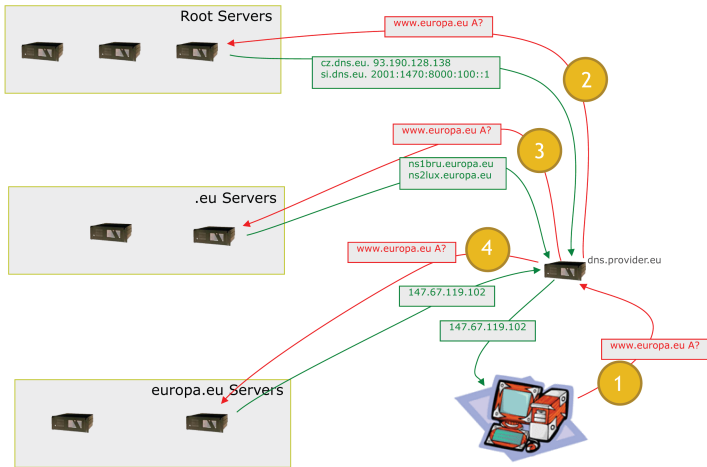 Root Servers
www.europa.eu A?
cz.dns.eu. 93.190.128.138
si.dns.eu. 2001:1470:8000:100::1
2
www.europa.eu A?
3
ns1bru.europa.eu
ns2lux.europa.eu
.eu Servers
www.europa.eu A?
4
dns.provider.eu
147.67.119.102
147.67.119.102
www.europa.eu A?
europa.eu Servers
1